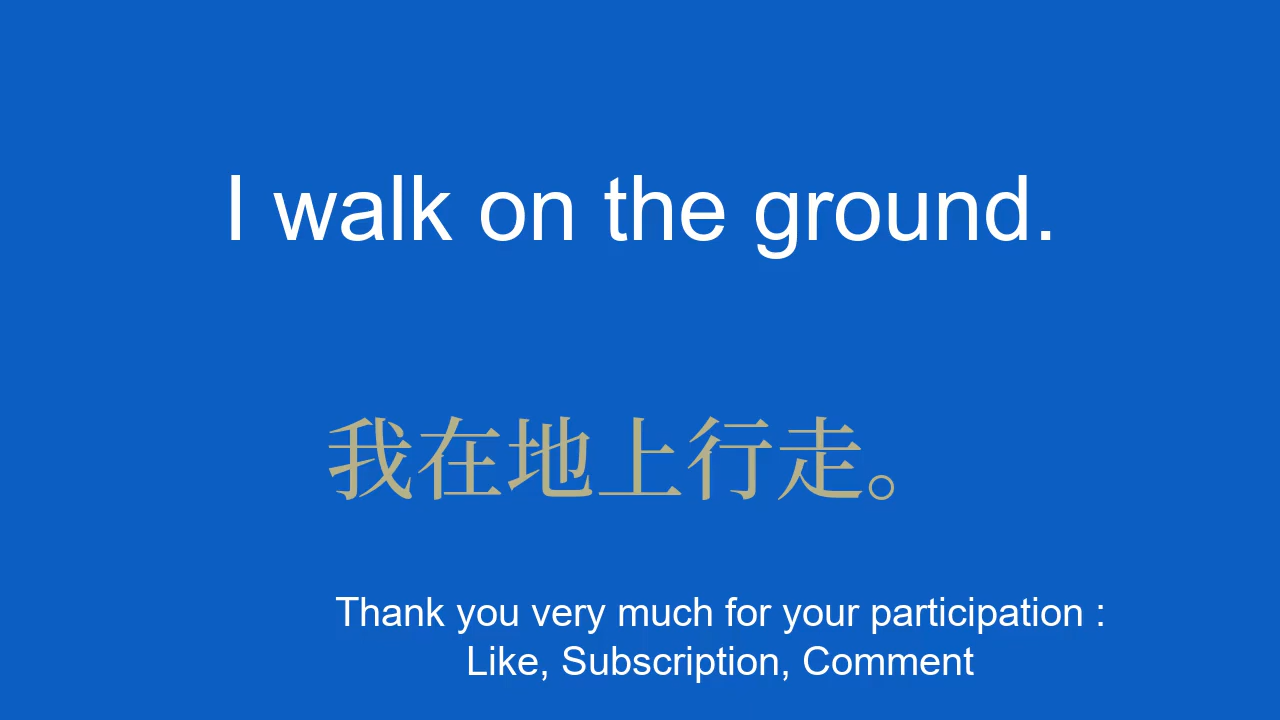 I walk on the ground.
我在地上行走。
Thank you very much for your participation :
Like, Subscription, Comment